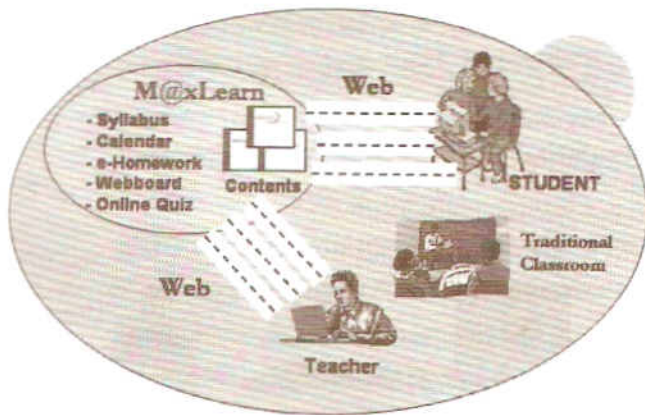 M@xLearn
- Syllabus
- Calendar
- e-Homework
- Webboard
- Online Quiz
Contents
Web
STUDENT
Traditional
Classroom
Web
Teacher